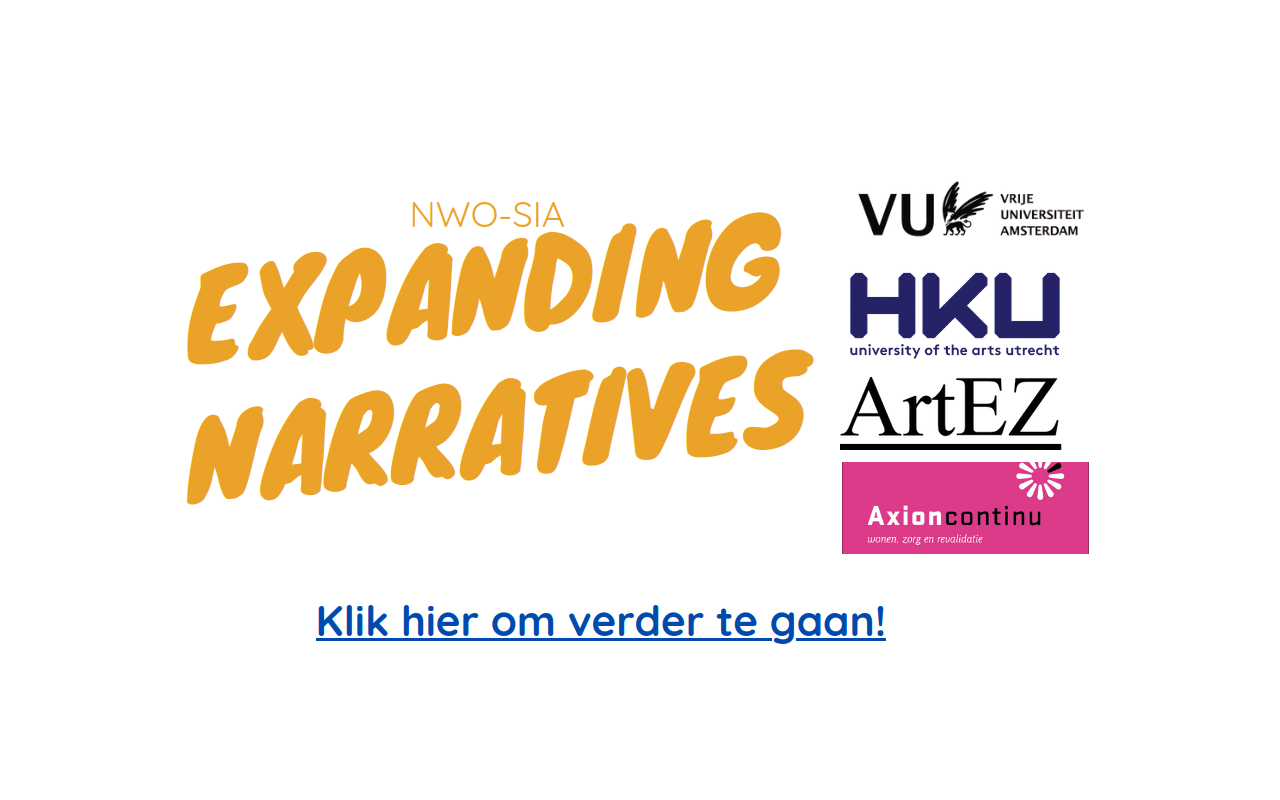 NWO-SIA
EXPANDING
NARRATIVES
VU
VRIJE
UNIVERSITEIT
AMSTERDAM
HKU
university of the arts utrecht
ArtEZ
Axioncontinu
wonen, zorg en revalidatie
Klik hier om verder te gaan!